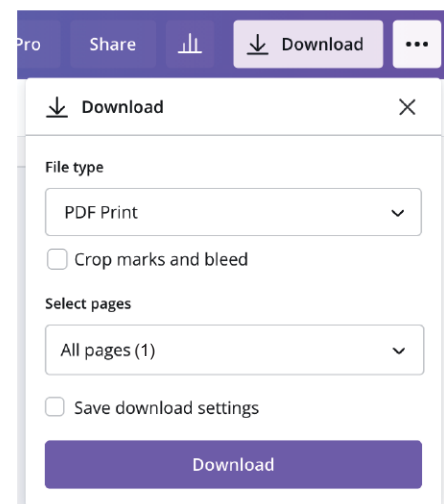 Pro Share Download
Download
File type
PDF Print
Crop marks and bleed
Select pages
All pages (1)
Save download settings
Download